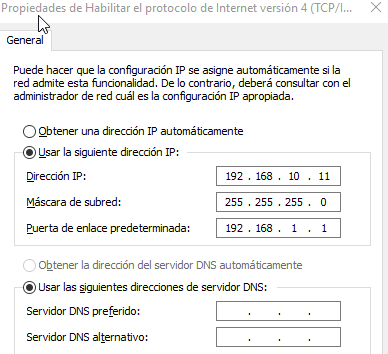 Propiedades de Habilitar el protocolo de Internet versión 4 (TCP/I...
General
Puede hacer que la configuración IP se asigne automáticamente si la
red admite esta funcionalidad. De lo contrario, deberá consultar con el
administrador de red cuál es la configuración IP apropiada.
Obtener una dirección IP automáticamente
Usar la siguiente dirección IP:
Dirección IP: 192 . 168 . 10 . 11
Máscara de subred: 255 . 255 . 255 . 0
Puerta de enlace predeterminada: 192 . 168 . 1 . 1
Obtener la dirección del servidor DNS automáticamente
Usar las siguientes direcciones de servidor DNS:
Servidor DNS preferido: . . .
Servidor DNS alternativo: . . .